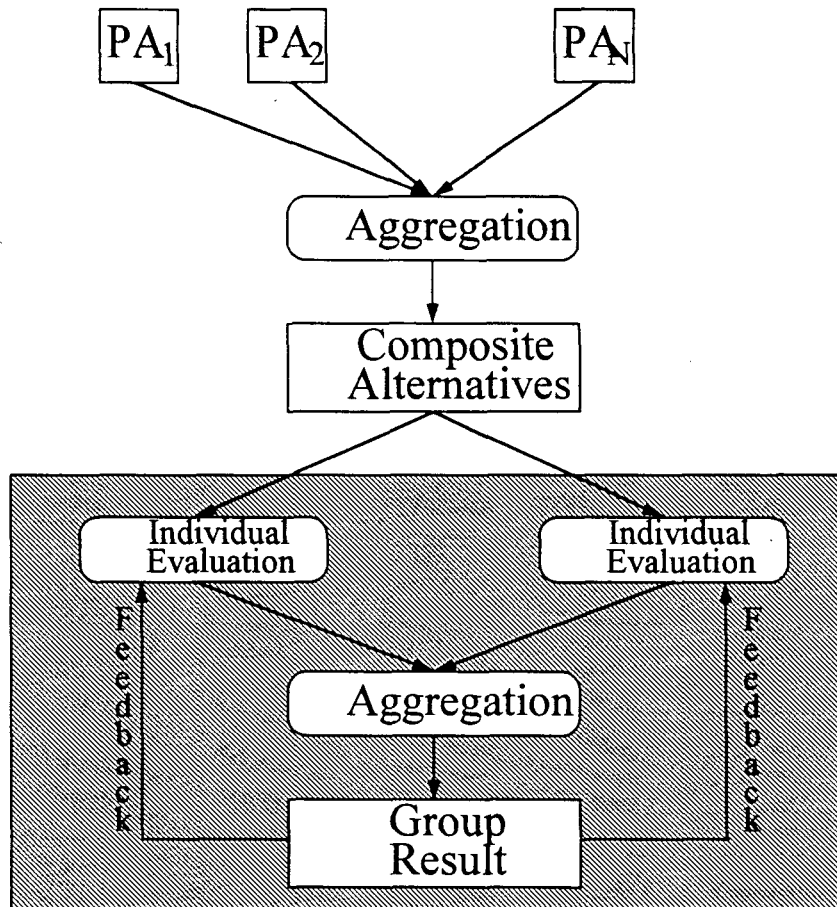 PA1 PA2 PAN
Aggregation
Composite
Alternatives
Individual
Evaluation
Individual
Evaluation
Feedback
Feedback
Aggregation
Group
Result